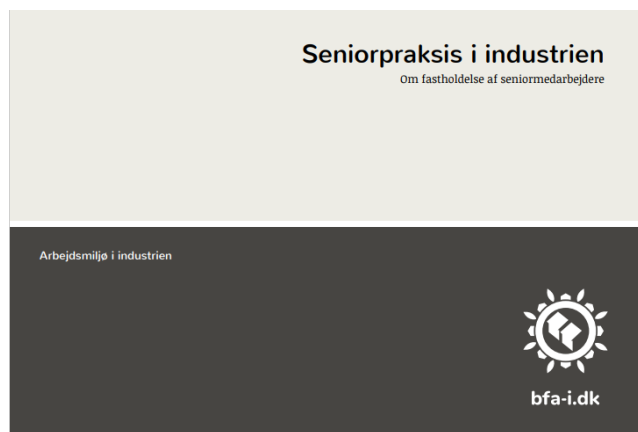 Seniorpraksis i industrien
Om fastholdelse af seniormedarbejdere
Arbejdsmiljø i industrien
bfa-i.dk